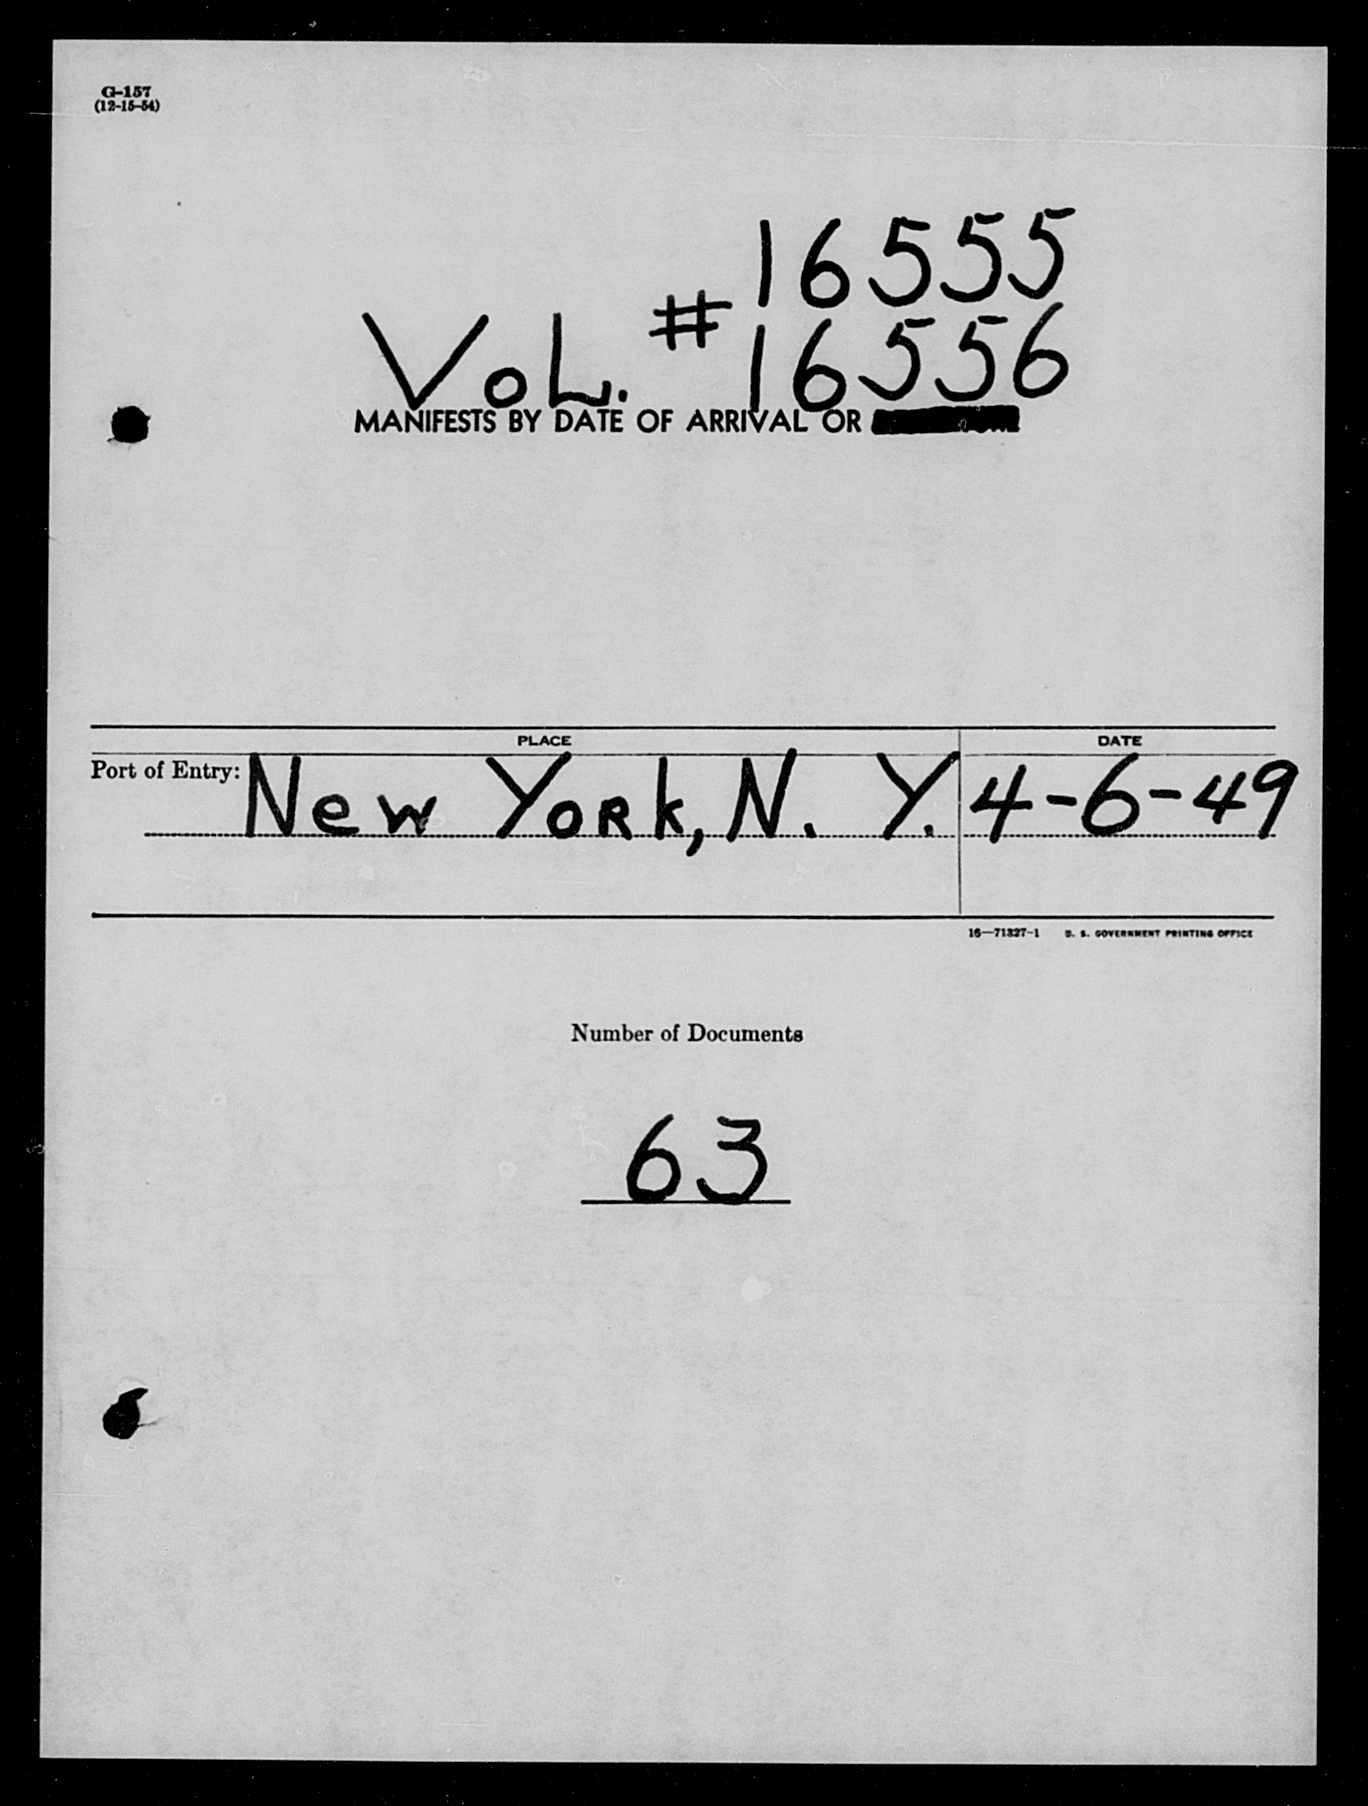 G-157
(12-15-54)
16555
VoL. # 16556
MANIFESTS BY DATE OF ARRIVAL OR
PLACE DATE
Port of Entry: New York, N. Y. 4-6-49
16—71327-1 U. S. GOVERNMENT PRINTING OFFICE
Number of Documents
63